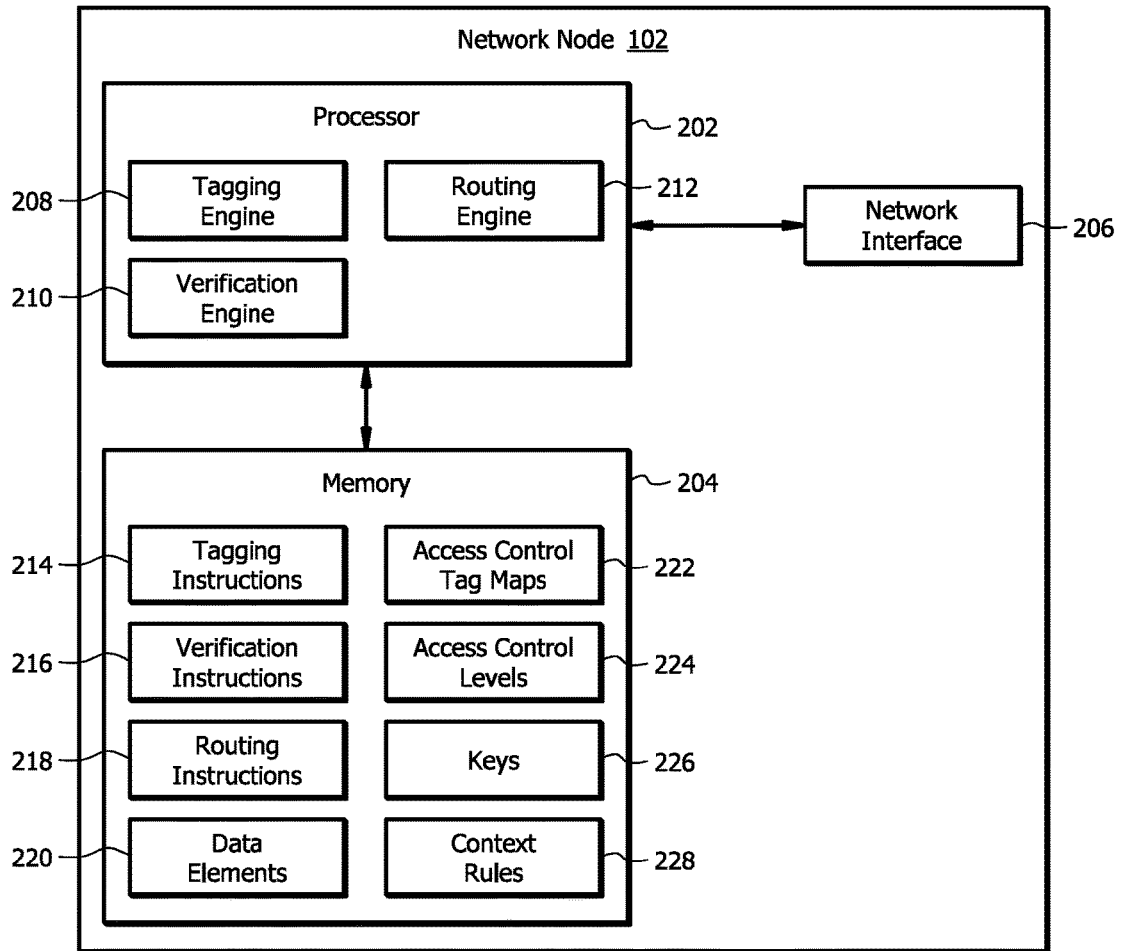 Network Node 102
Processor
202
Tagging
Engine
208
Routing
Engine
212
Verification
Engine
210
Network
Interface
206
Memory
204
Tagging
Instructions
214
Access Control
Tag Maps
222
Verification
Instructions
216
Access Control
Levels
224
Routing
Instructions
218
Keys
226
Data
Elements
220
Context
Rules
228